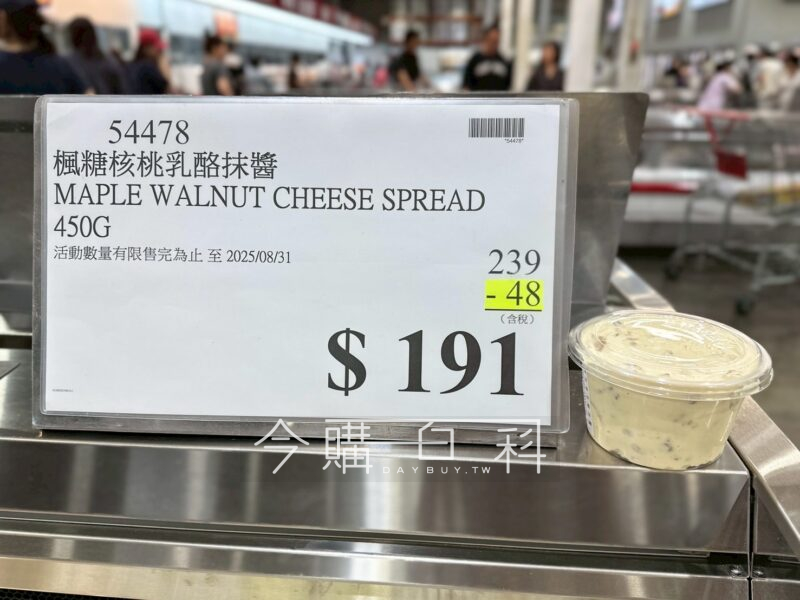 54478
*54478*
楓糖核桃乳酪抹醬
MAPLE WALNUT CHEESE SPREAD
450G
活動數量有限售完為止 至 2025/08/31
239
- 48
(含稅)
$ 191
今購百科
DAYBUY.TW